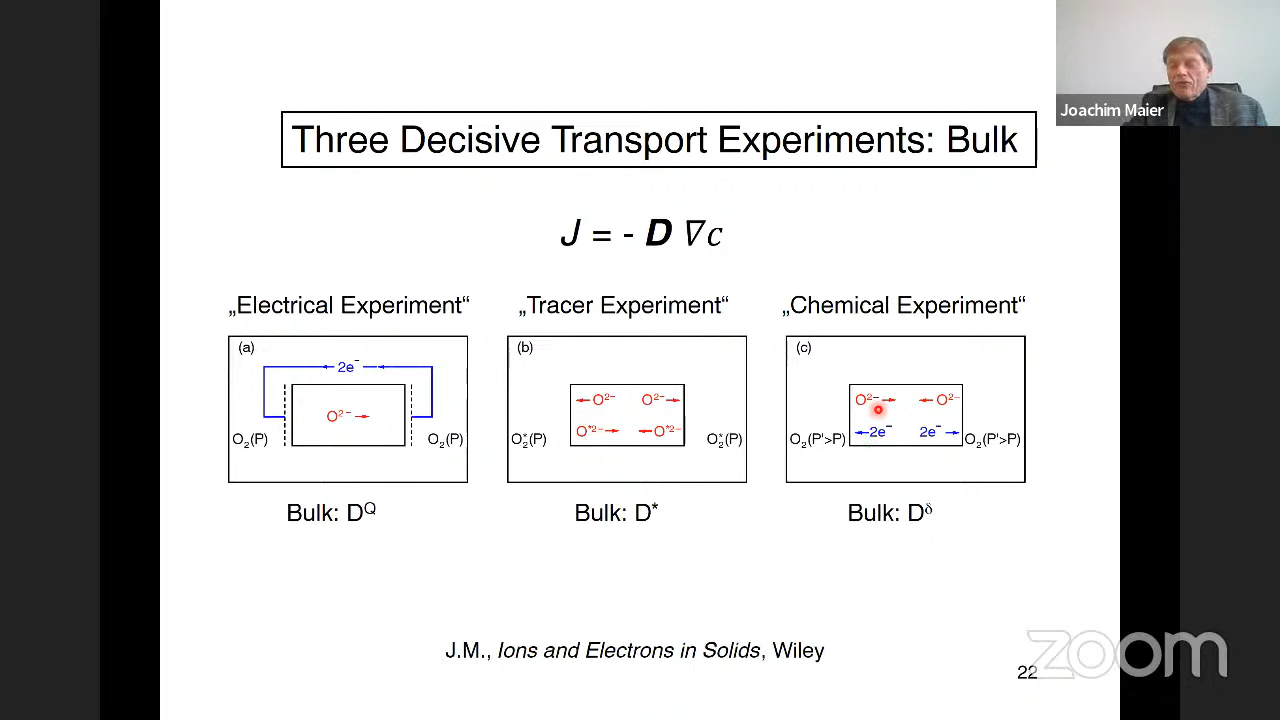 Joachim Maier
Three Decisive Transport Experiments: Bulk
J = - D ∇c
„Electrical Experiment“
„Tracer Experiment“
„Chemical Experiment“
(a)
2e⁻
O²⁻
O₂(P)
O₂(P)
(b)
O²⁻
O²⁻
O*²⁻
O*²⁻
O₂*(P)
O₂*(P)
(c)
O²⁻
O²⁻
2e⁻
2e⁻
O₂(P'>P)
O₂(P'>P)
Bulk: D^Q
Bulk: D*
Bulk: D^δ
J.M., Ions and Electrons in Solids, Wiley
22
zoom